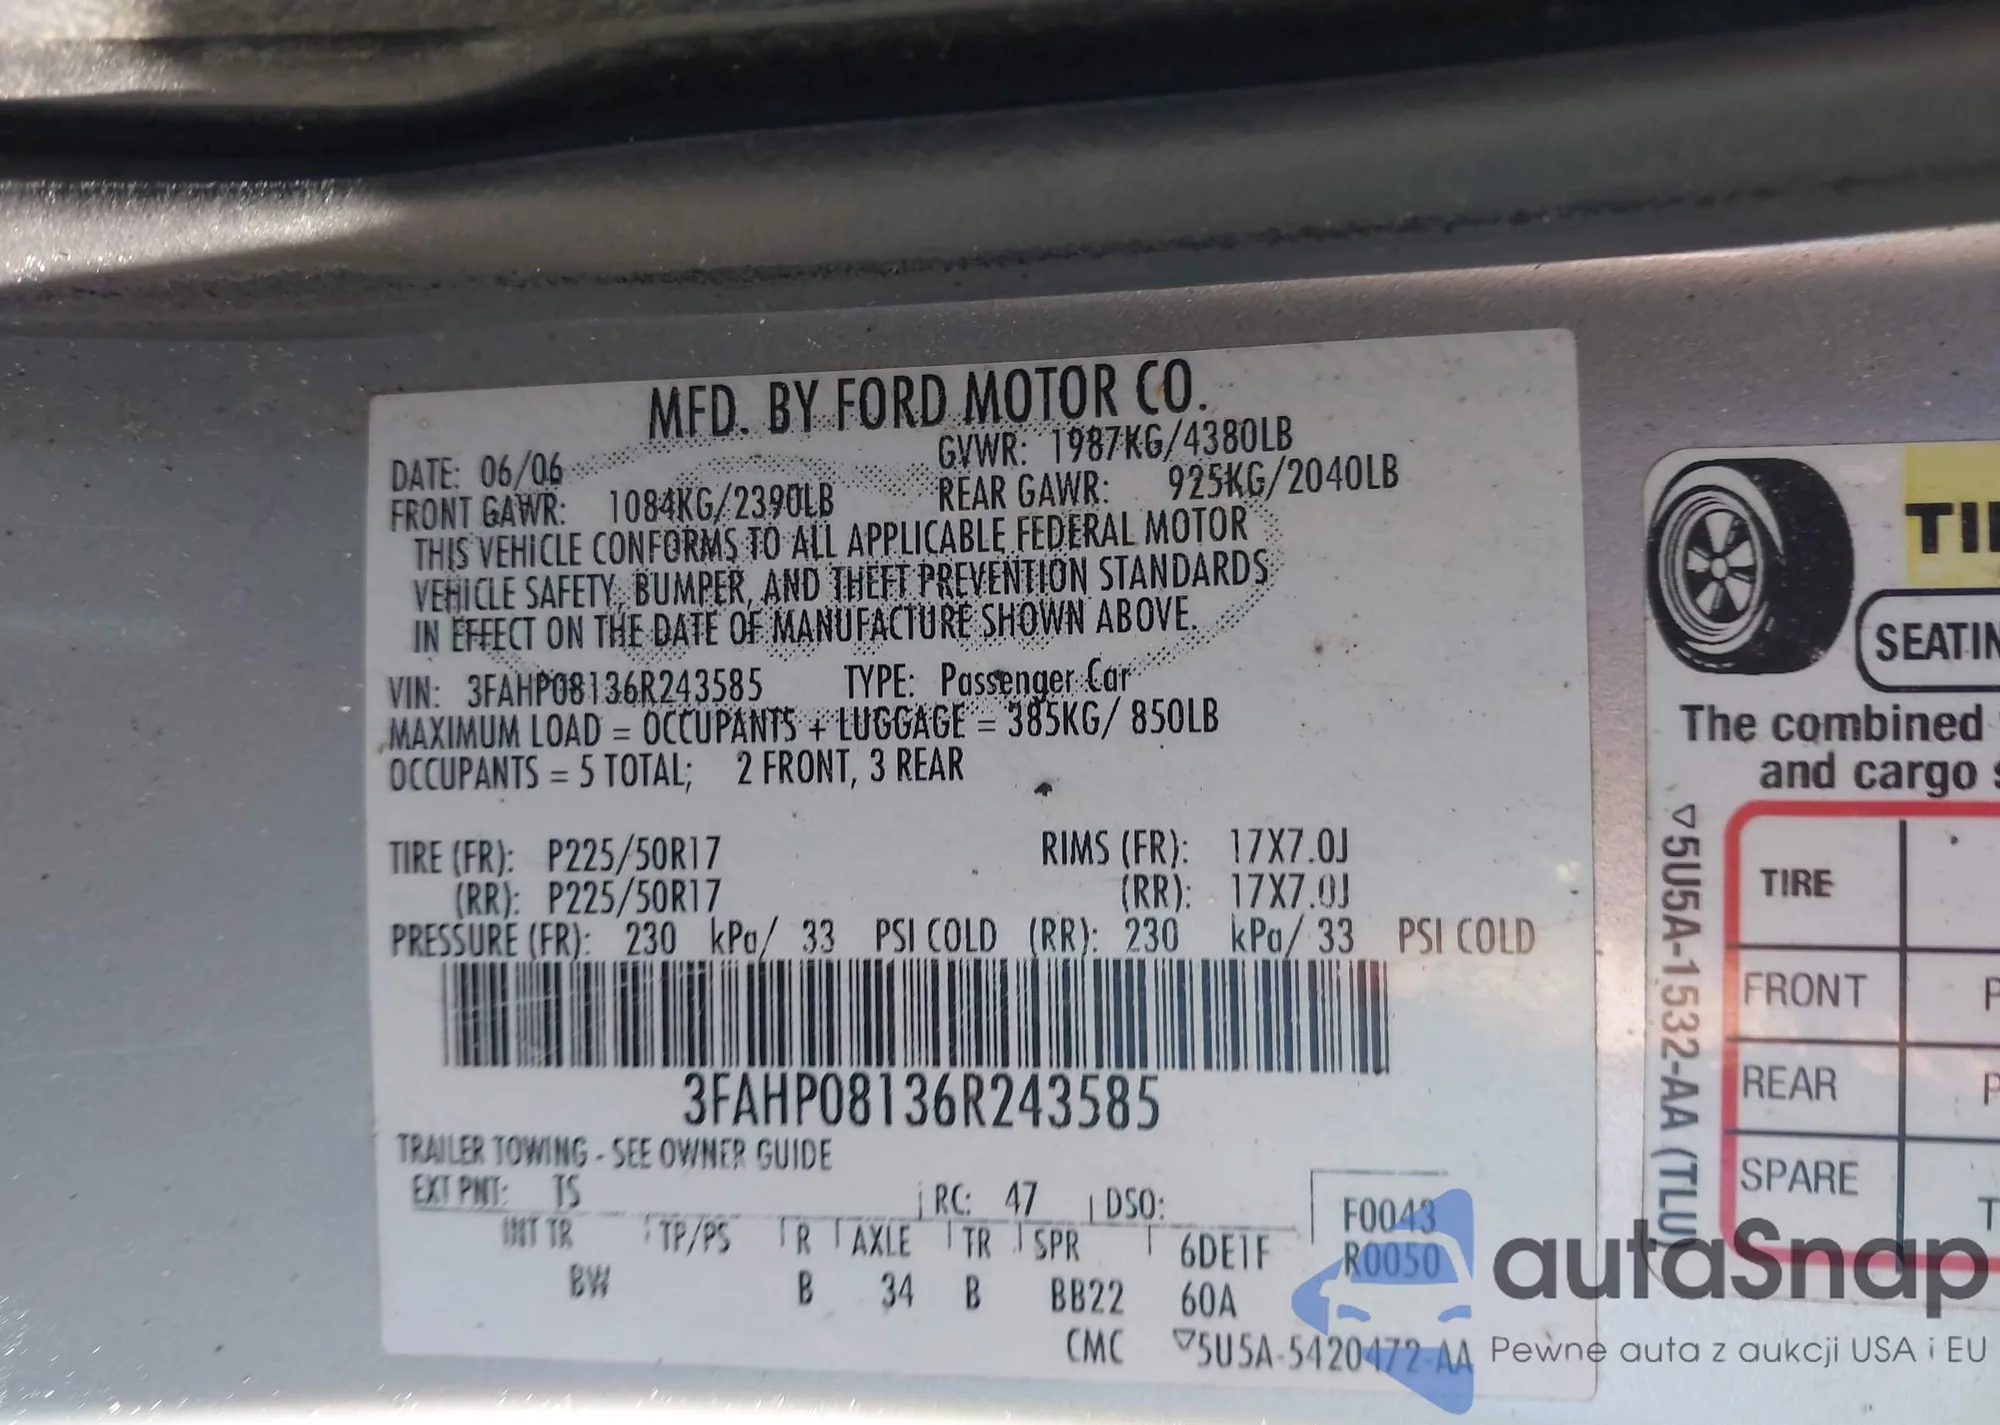 MFD. BY FORD MOTOR CO.
DATE: 06/06 GVWR: 1987KG/4380LB
FRONT GAWR: 1084KG/2390LB REAR GAWR: 925KG/2040LB
THIS VEHICLE CONFORMS TO ALL APPLICABLE FEDERAL MOTOR
VEHICLE SAFETY, BUMPER, AND THEFT PREVENTION STANDARDS
IN EFFECT ON THE DATE OF MANUFACTURE SHOWN ABOVE.
VIN: 3FAHP08136R243585 TYPE: Passenger Car
MAXIMUM LOAD = OCCUPANTS + LUGGAGE = 385KG/ 850LB
OCCUPANTS = 5 TOTAL; 2 FRONT, 3 REAR
TIRE (FR): P225/50R17 RIMS (FR): 17X7.0J
(RR): P225/50R17 (RR): 17X7.0J
PRESSURE (FR): 230 kPa/ 33 PSI COLD (RR): 230 kPa/ 33 PSI COLD
3FAHP08136R243585
TRAILER TOWING - SEE OWNER GUIDE
EXT PNT: TS RC: 47 DSO: F0043
INT TR TP/PS R AXLE TR SPR 6DE1F R0050
BW B 34 B BB22 60A
CMC ▽5U5A-5420472-AA
TI
SEATIN
The combined
and cargo
TIRE
FRONT P
REAR P
SPARE T
▽5U5A-1532-AA (TLU)
autaSnap
Pewne auta z aukcji USA i EU